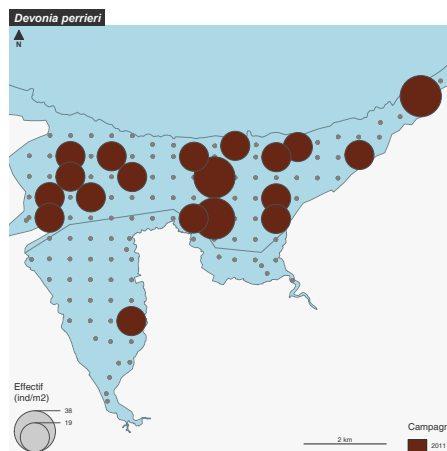 Devonia perrieri
N
Effectif
(ind/m2)
38
19
2 km
Campagn
2011